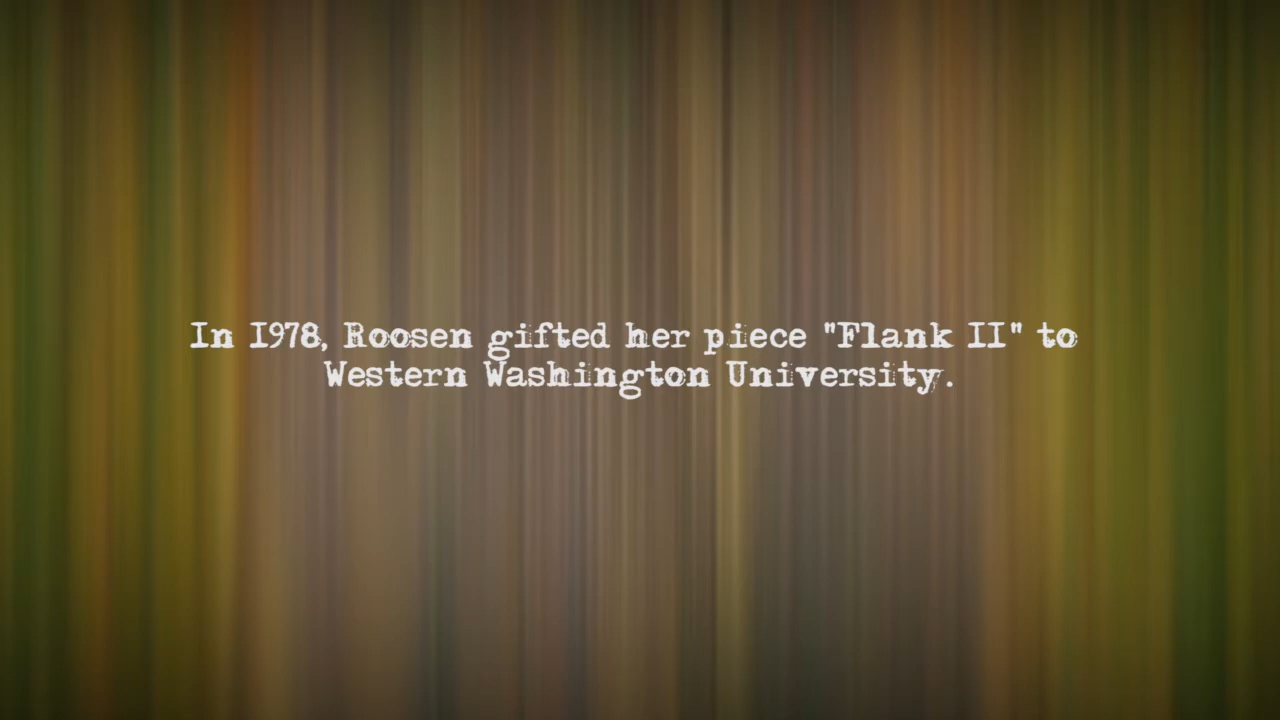 In 1978, Roosen gifted her piece "Flank II" to
Western Washington University.